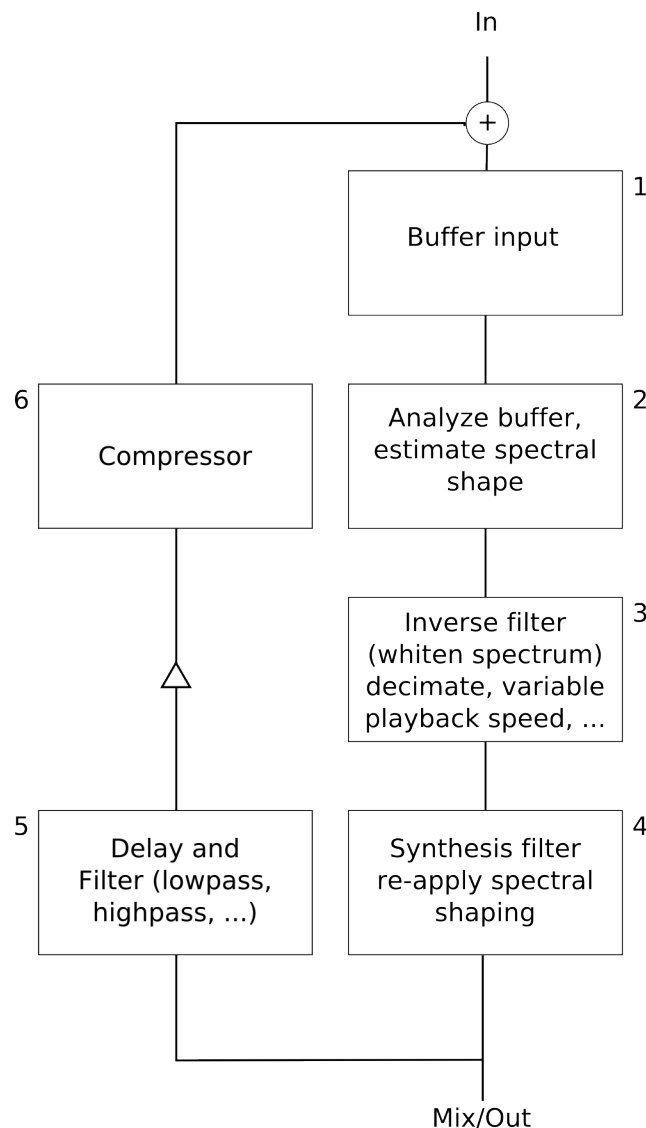 In
+
1
Buffer input
6
Compressor
2
Analyze buffer,
estimate spectral
shape
3
Inverse filter
(whiten spectrum)
decimate, variable
playback speed, ...
5
Delay and
Filter (lowpass,
highpass, ...)
4
Synthesis filter
re-apply spectral
shaping
Mix/Out